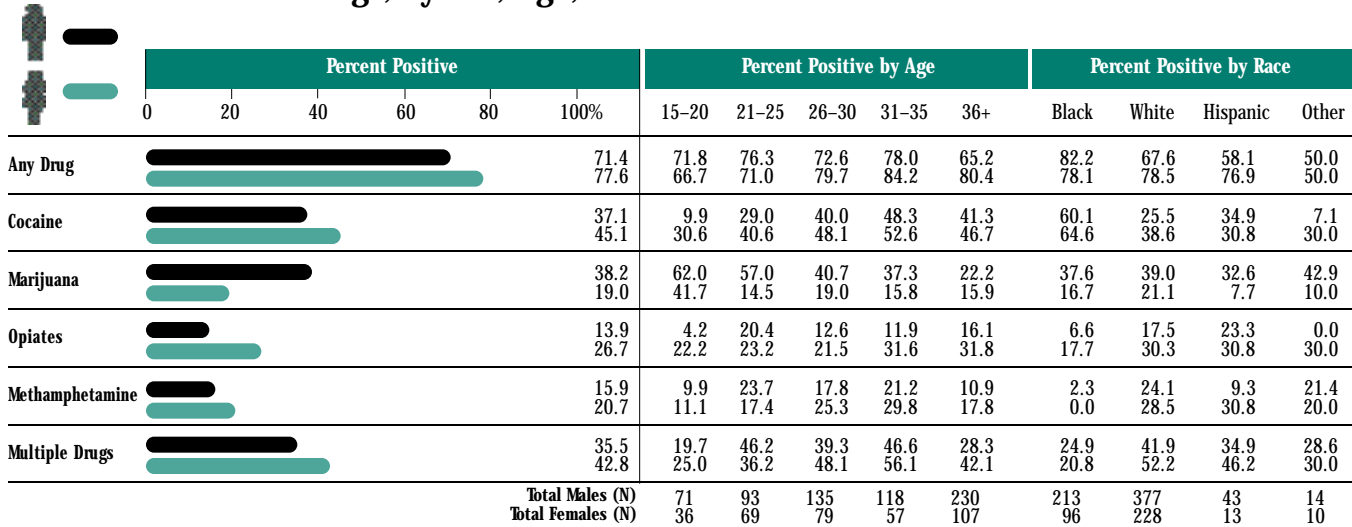 Percent Positive Percent Positive by Age Percent Positive by Race
0 20 40 60 80 100% 15–20 21–25 26–30 31–35 36+ Black White Hispanic Other
Any Drug 71.4 71.8 76.3 72.6 78.0 65.2 82.2 67.6 58.1 50.0
77.6 66.7 71.0 79.7 84.2 80.4 78.1 78.5 76.9 50.0
Cocaine 37.1 9.9 29.0 40.0 48.3 41.3 60.1 25.5 34.9 7.1
45.1 30.6 40.6 48.1 52.6 46.7 64.6 38.6 30.8 30.0
Marijuana 38.2 62.0 57.0 40.7 37.3 22.2 37.6 39.0 32.6 42.9
19.0 41.7 14.5 19.0 15.8 15.9 16.7 21.1 7.7 10.0
Opiates 13.9 4.2 20.4 12.6 11.9 16.1 6.6 17.5 23.3 0.0
26.7 22.2 23.2 21.5 31.6 31.8 17.7 30.3 30.8 30.0
Methamphetamine 15.9 9.9 23.7 17.8 21.2 10.9 2.3 24.1 9.3 21.4
20.7 11.1 17.4 25.3 29.8 17.8 0.0 28.5 30.8 20.0
Multiple Drugs 35.5 19.7 46.2 39.3 46.6 28.3 24.9 41.9 34.9 28.6
42.8 25.0 36.2 48.1 56.1 42.1 20.8 52.2 46.2 30.0
Total Males (N) 71 93 135 118 230 213 377 43 14
Total Females (N) 36 69 79 57 107 96 228 13 10